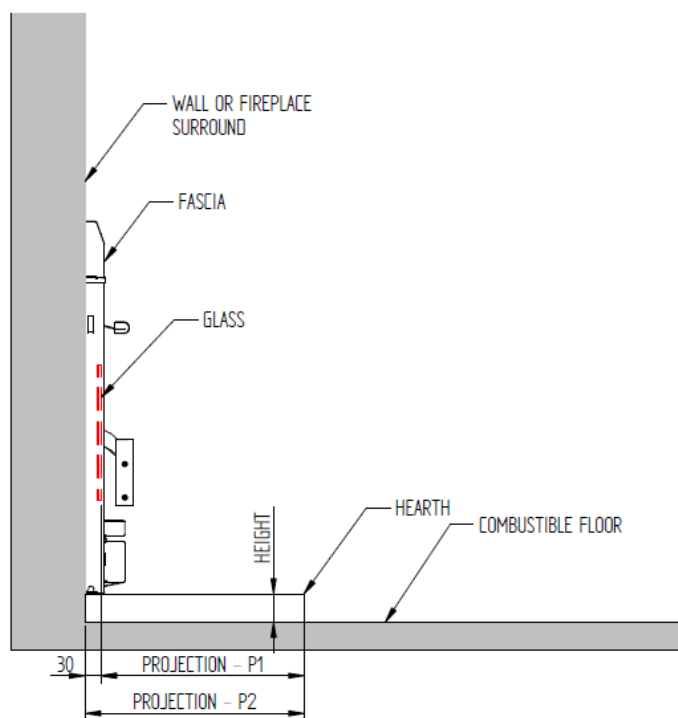 WALL OR FIREPLACE
SURROUND
FASCIA
GLASS
HEARTH
COMBUSTIBLE FLOOR
HEIGHT
30
PROJECTION - P1
PROJECTION - P2